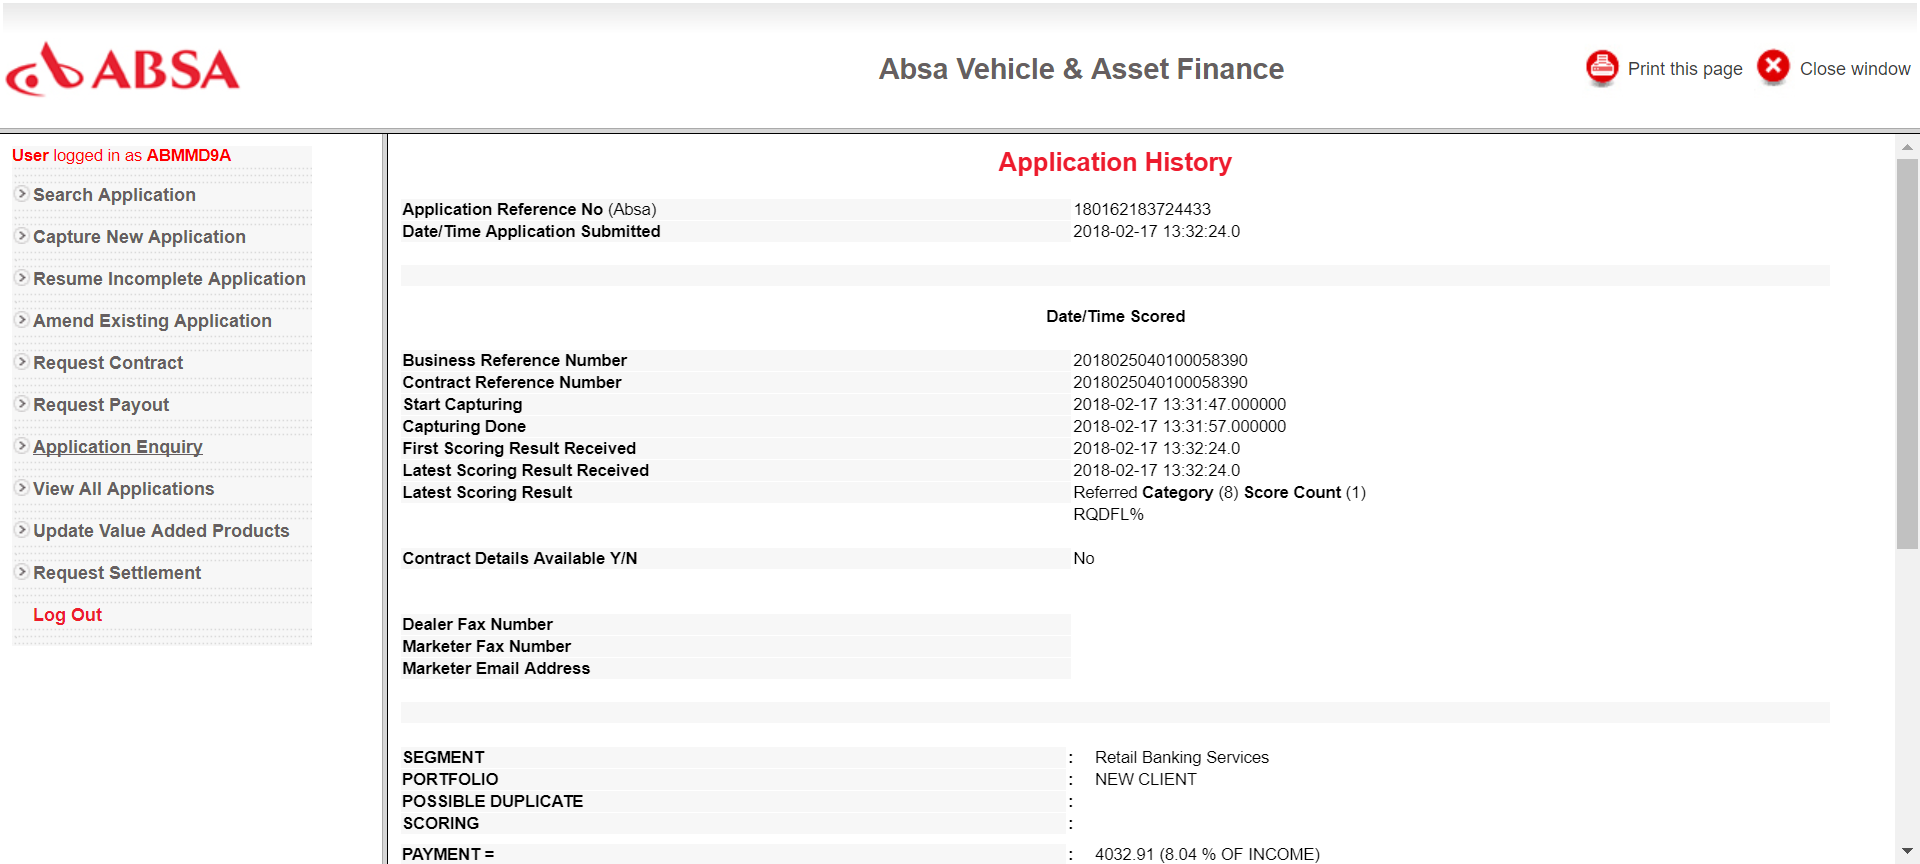 ABSA
Absa Vehicle & Asset Finance
Print this page
Close window
User logged in as ABMMD9A
Search Application
Capture New Application
Resume Incomplete Application
Amend Existing Application
Request Contract
Request Payout
Application Enquiry
View All Applications
Update Value Added Products
Request Settlement
Log Out
Application History
Application Reference No (Absa) 180162183724433
Date/Time Application Submitted 2018-02-17 13:32:24.0
Date/Time Scored
Business Reference Number 2018025040100058390
Contract Reference Number 2018025040100058390
Start Capturing 2018-02-17 13:31:47.000000
Capturing Done 2018-02-17 13:31:57.000000
First Scoring Result Received 2018-02-17 13:32:24.0
Latest Scoring Result Received 2018-02-17 13:32:24.0
Latest Scoring Result Referred Category (8) Score Count (1)
RQDFL%
Contract Details Available Y/N No
Dealer Fax Number
Marketer Fax Number
Marketer Email Address
SEGMENT : Retail Banking Services
PORTFOLIO : NEW CLIENT
POSSIBLE DUPLICATE :
SCORING :
PAYMENT = : 4032.91 (8.04 % OF INCOME)